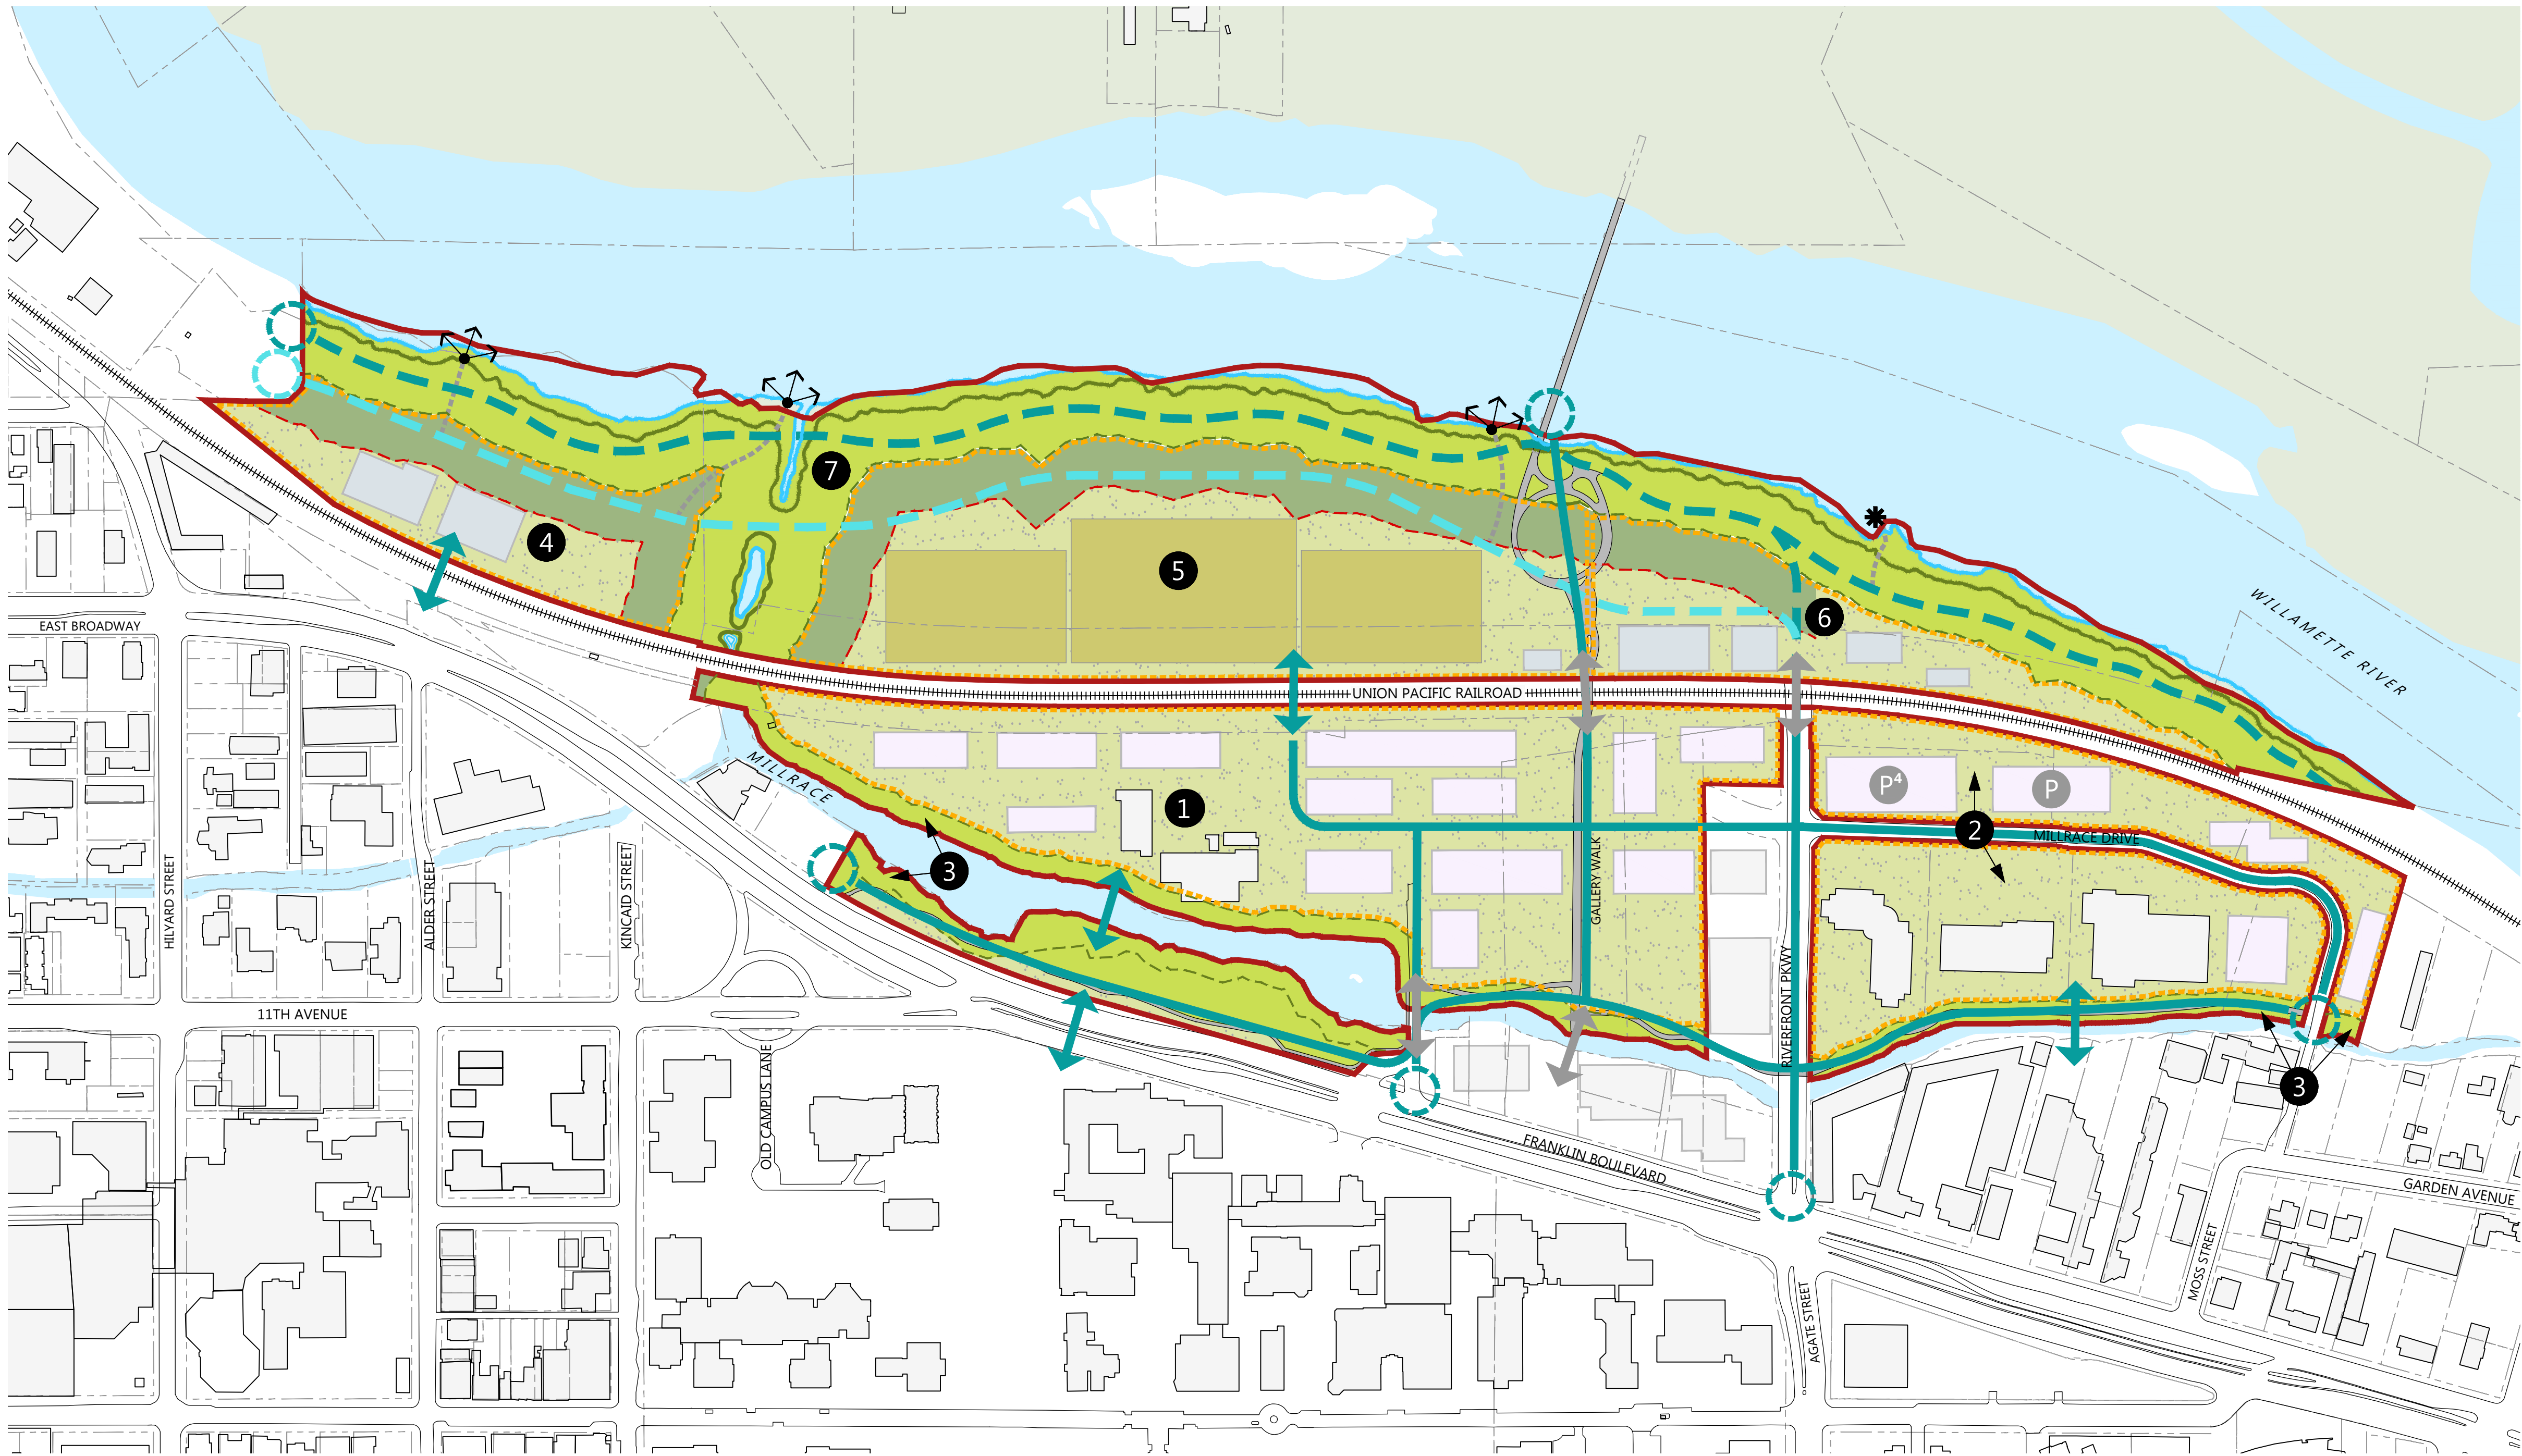 7
4
5
6
WILLAMETTE RIVER
EAST BROADWAY
UNION PACIFIC RAILROAD
MILLRACE
1
P4
P
2
MILLRACE DRIVE
3
GALLERY WALK
HILYARD STREET
ALDER STREET
KINCAID STREET
11TH AVENUE
OLD CAMPUS LANE
RIVERFRONT PKWY
3
FRANKLIN BOULEVARD
GARDEN AVENUE
MOSS STREET
AGATE STREET